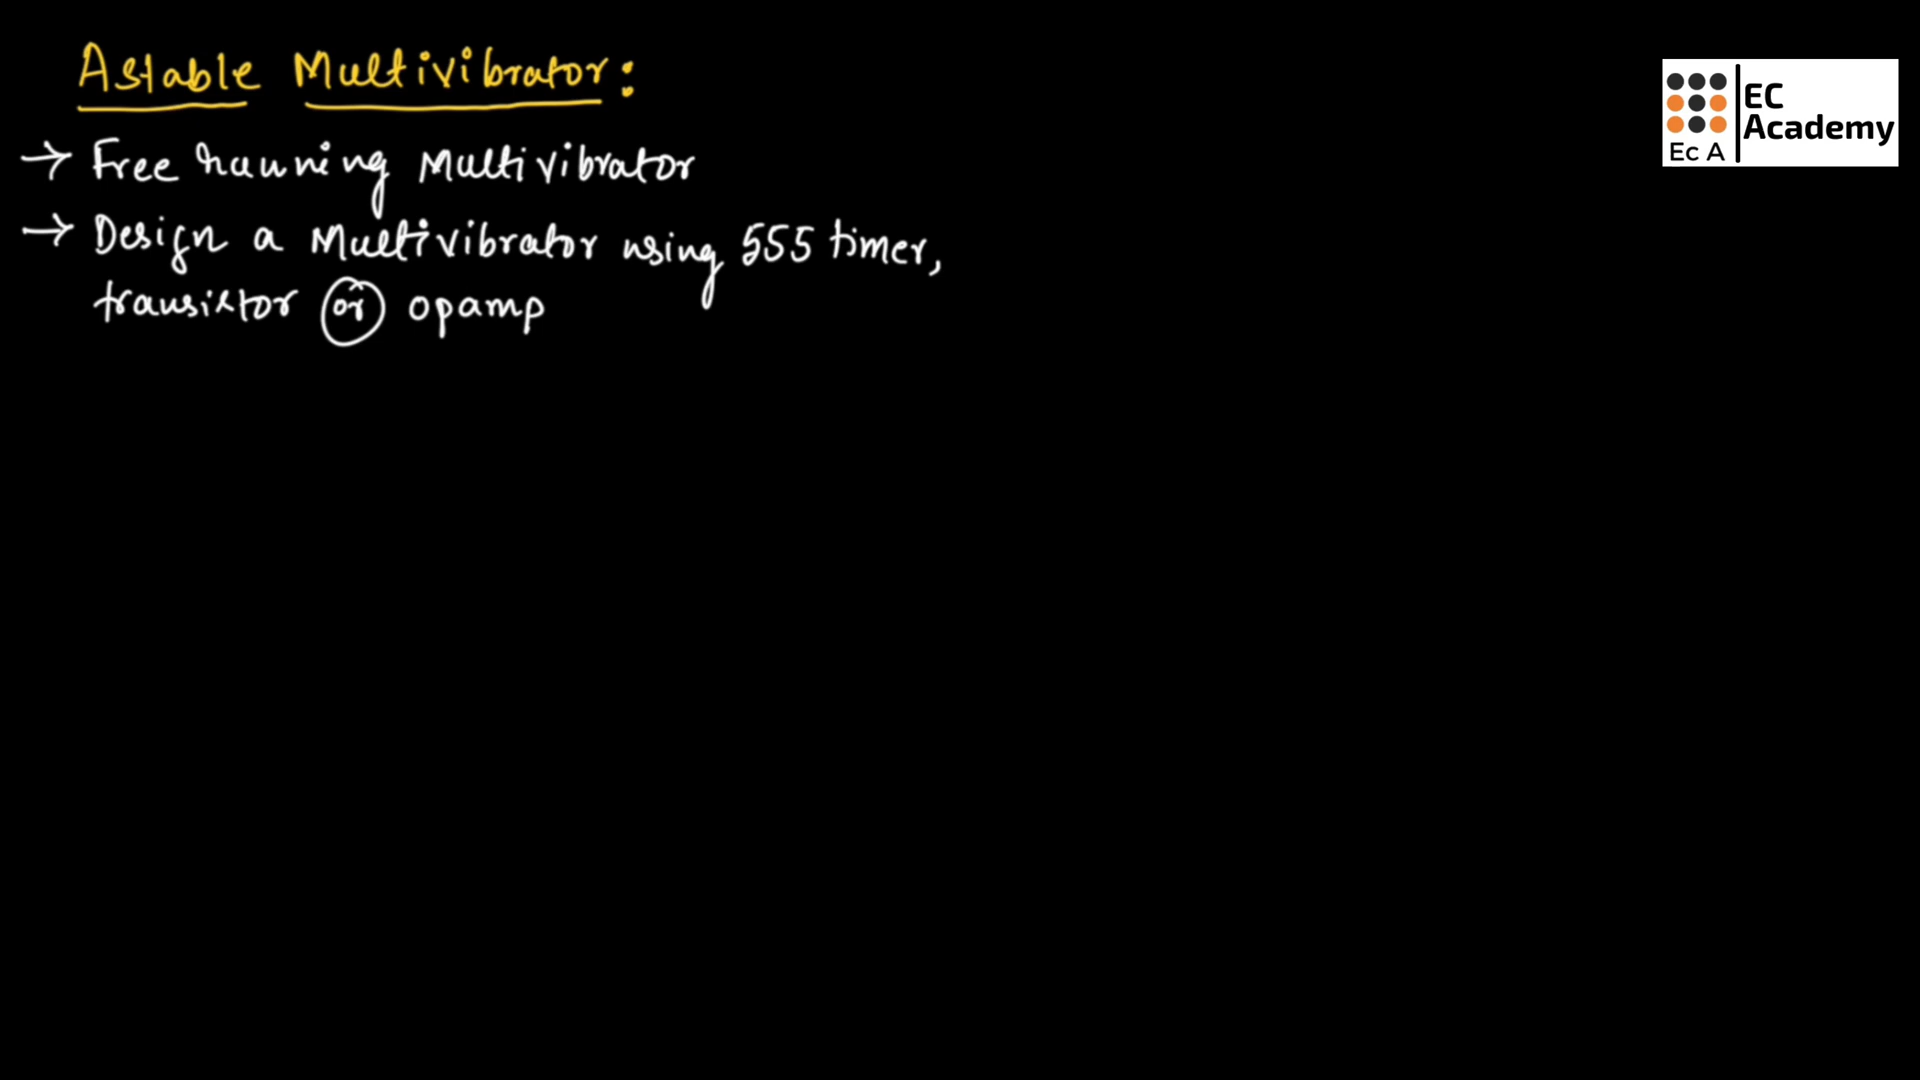 Astable Multivibrator:
→ Free running Multivibrator
→ Design a Multivibrator using 555 timer,
transistor or opamp
EC
Academy
Ec A